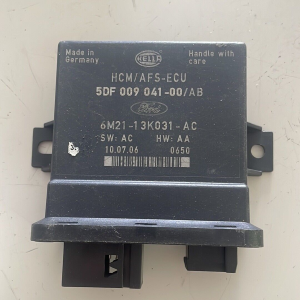 HELLA
Made in Germany
Handle with care
HCM/AFS-ECU
5DF 009 041-00/AB
Ford
6M21-13K031-AC
SW: AC HW: AA
10.07.06 0650